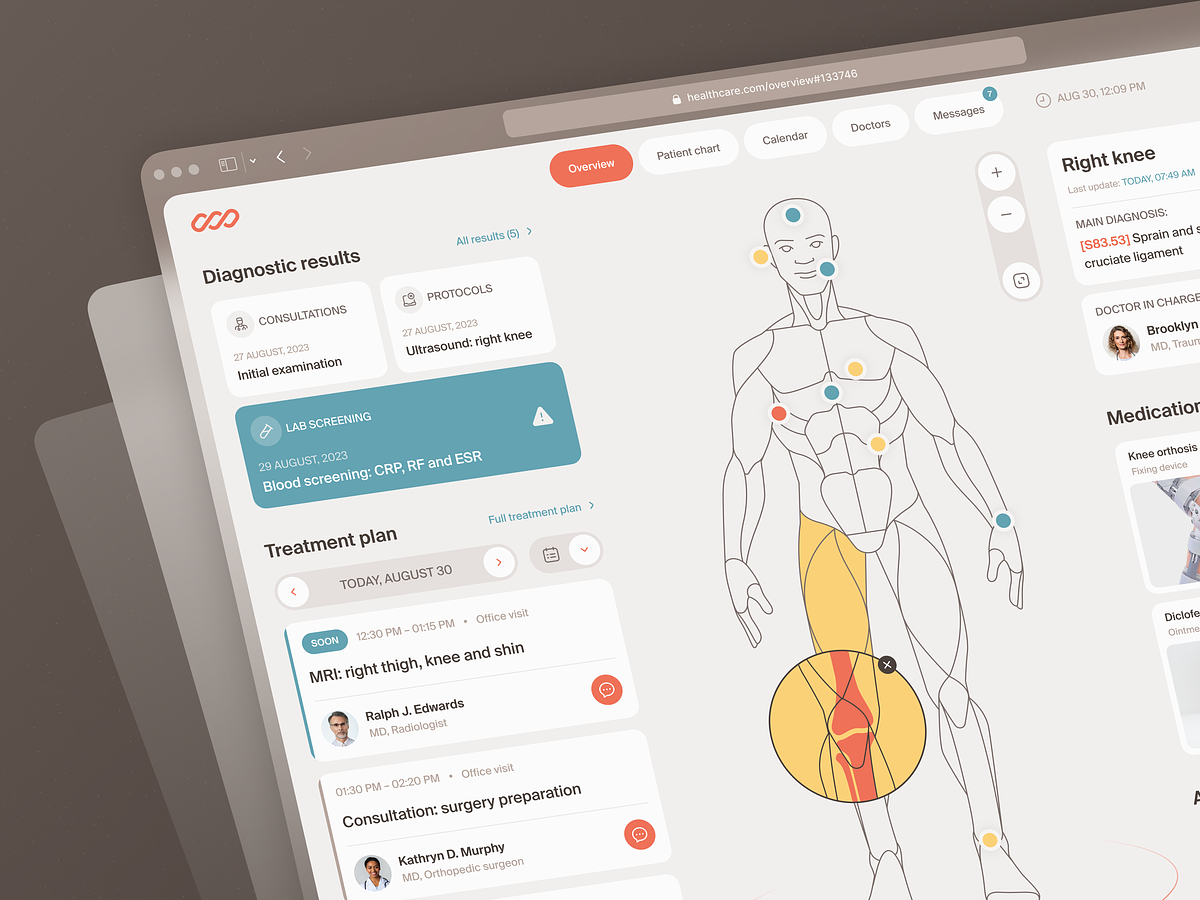 healthcare.com/overview#133746
Overview
Patient chart
Calendar
Doctors
Messages
7
AUG 30, 12:09 PM
Diagnostic results
All results (5)
CONSULTATIONS
27 AUGUST, 2023
Initial examination
PROTOCOLS
27 AUGUST, 2023
Ultrasound: right knee
LAB SCREENING
29 AUGUST, 2023
Blood screening: CRP, RF and ESR
Treatment plan
Full treatment plan
TODAY, AUGUST 30
SOON
12:30 PM – 01:15 PM • Office visit
MRI: right thigh, knee and shin
Ralph J. Edwards
MD, Radiologist
01:30 PM – 02:20 PM • Office visit
Consultation: surgery preparation
Kathryn D. Murphy
MD, Orthopedic surgeon
Right knee
Last update: TODAY, 07:49 AM
MAIN DIAGNOSIS:
[S83.53] Sprain and s
cruciate ligament
DOCTOR IN CHARGE
Brooklyn
MD, Traum
Medication
Knee orthosis
Fixing device
Diclofe
Ointme
A